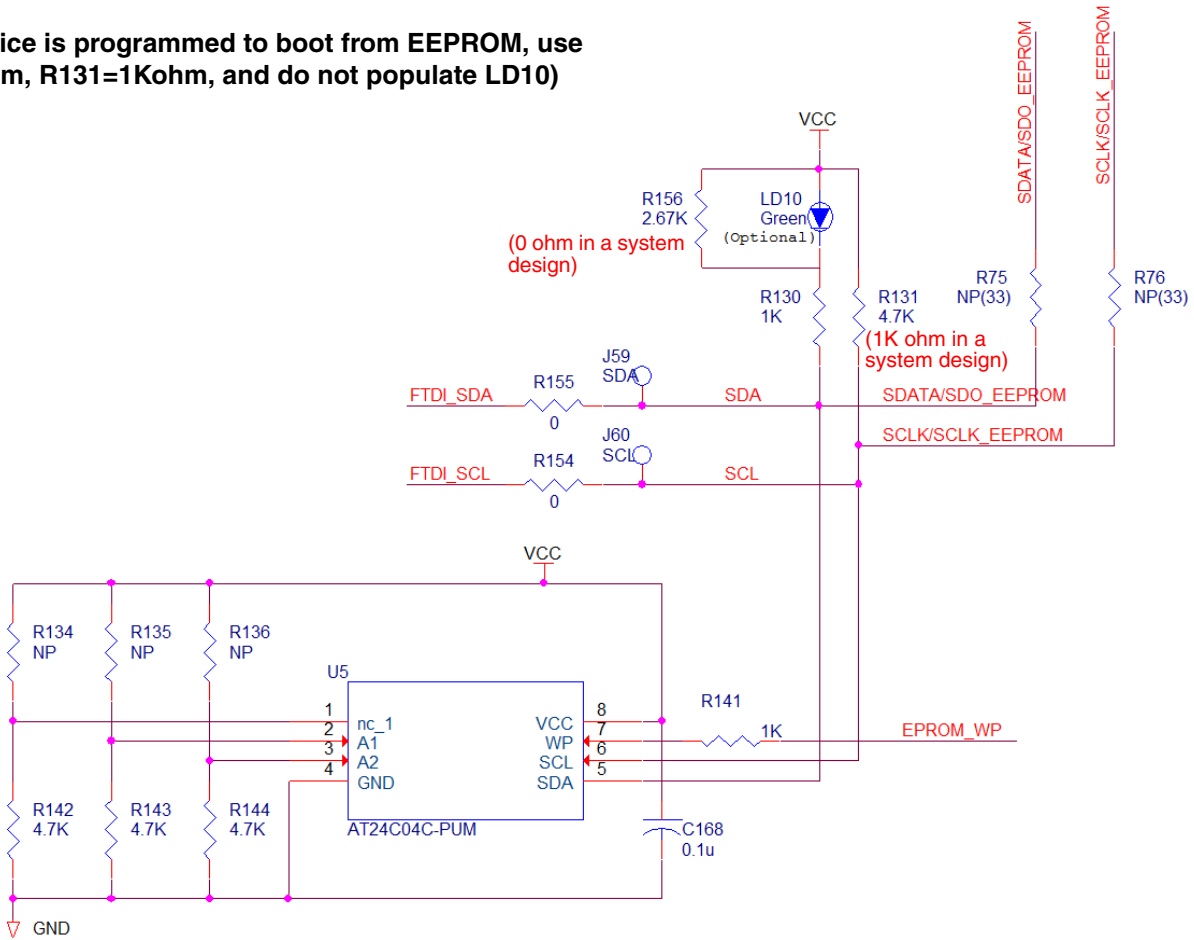 ice is programmed to boot from EEPROM, use
m, R131=1Kohm, and do not populate LD10)
SDATA/SDO_EEPROM
SCLK/SCLK_EEPROM
VCC
R156
2.67K
(0 ohm in a system
design)
LD10
Green
(Optional)
R130
1K
R131
4.7K
(1K ohm in a
system design)
R75
NP(33)
R76
NP(33)
J59
SDA
FTDI_SDA
R155
0
SDA
SDATA/SDO_EEPROM
J60
SCL
SCLK/SCLK_EEPROM
FTDI_SCL
R154
0
SCL
VCC
R134
NP
R135
NP
R136
NP
U5
1
2
3
4
nc_1
A1
A2
GND
VCC
WP
SCL
SDA
8
7
6
5
R141
1K
EPROM_WP
AT24C04C-PUM
R142
4.7K
R143
4.7K
R144
4.7K
C168
0.1u
GND